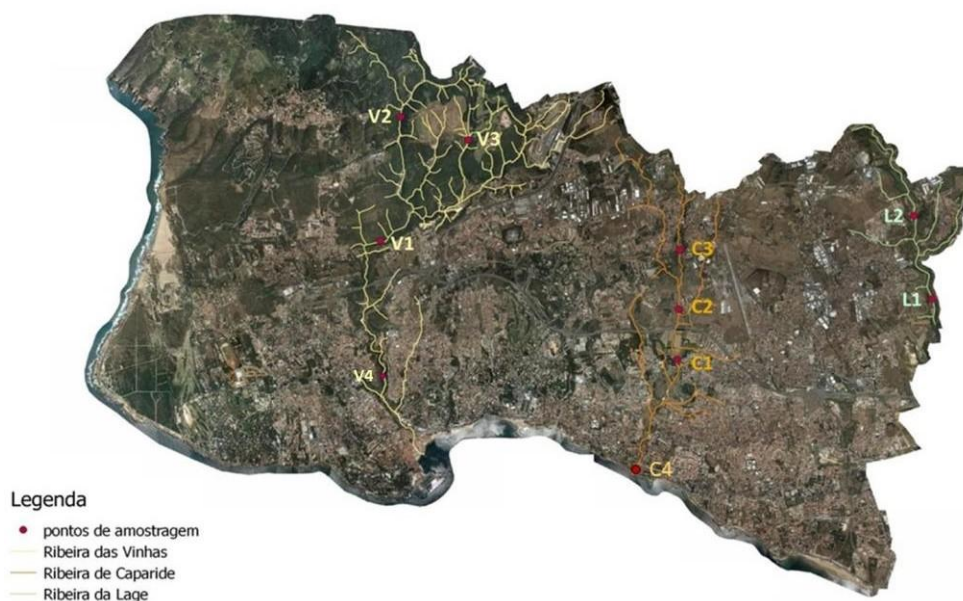 V2
V3
L2
V1
C3
L1
C2
C1
V4
C4
Legenda
pontos de amostragem
Ribeira das Vinhas
Ribeira de Caparide
Ribeira da Lage